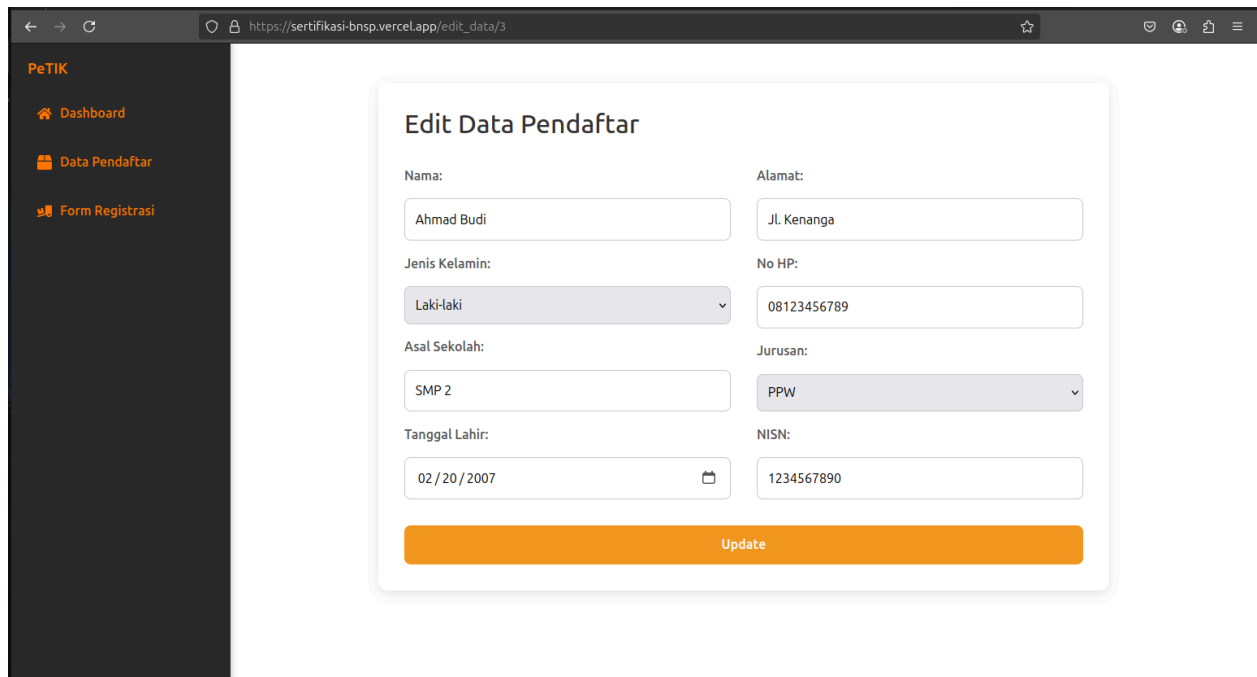 https://sertifikasi-bnsp.vercel.app/edit_data/3
PeTIK
Dashboard
Data Pendaftar
Form Registrasi
Edit Data Pendaftar
Nama:
Alamat:
Ahmad Budi
Jl. Kenanga
Jenis Kelamin:
No HP:
Laki-laki
08123456789
Asal Sekolah:
Jurusan:
SMP 2
PPW
Tanggal Lahir:
NISN:
02/20/2007
1234567890
Update